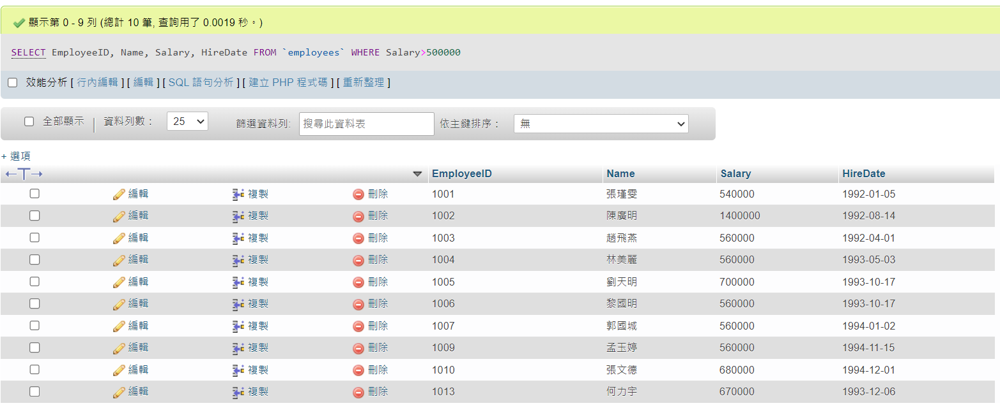 顯示第 0 - 9 列 (總計 10 筆, 查詢用了 0.0019 秒。)
SELECT EmployeeID, Name, Salary, HireDate FROM `employees` WHERE Salary>500000
效能分析 [ 行內編輯 ] [ 編輯 ] [ SQL 語句分析 ] [ 建立 PHP 程式碼 ] [ 重新整理 ]
全部顯示 | 資料列數： 25 篩選資料列: 搜尋此資料表 依主鍵排序： 無
+ 選項
←T→ EmployeeID Name Salary HireDate
編輯 複製 刪除 1001 張瑾雯 540000 1992-01-05
編輯 複製 刪除 1002 陳廣明 1400000 1992-08-14
編輯 複製 刪除 1003 趙飛燕 560000 1992-04-01
編輯 複製 刪除 1004 林美麗 560000 1993-05-03
編輯 複製 刪除 1005 劉天明 700000 1993-10-17
編輯 複製 刪除 1006 黎國明 560000 1993-10-17
編輯 複製 刪除 1007 郭國城 560000 1994-01-02
編輯 複製 刪除 1009 孟玉婷 560000 1994-11-15
編輯 複製 刪除 1010 張文德 680000 1994-12-01
編輯 複製 刪除 1013 何力宇 670000 1993-12-06